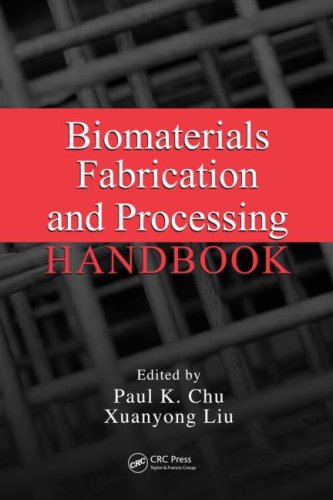 Biomaterials
Fabrication
and Processing
HANDBOOK
Edited by
Paul K. Chu
Xuanyong Liu
CRC
CRC Press
Taylor & Francis Group